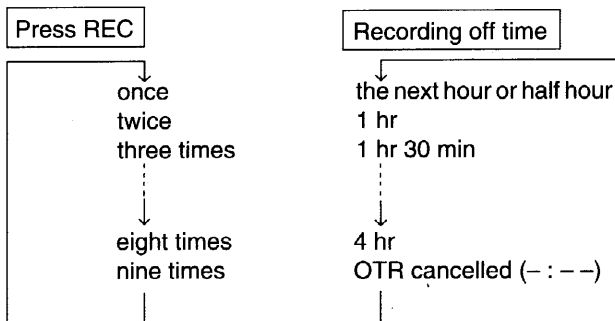 Press REC Recording off time
once the next hour or half hour
twice 1 hr
three times 1 hr 30 min
eight times 4 hr
nine times OTR cancelled (– : – –)